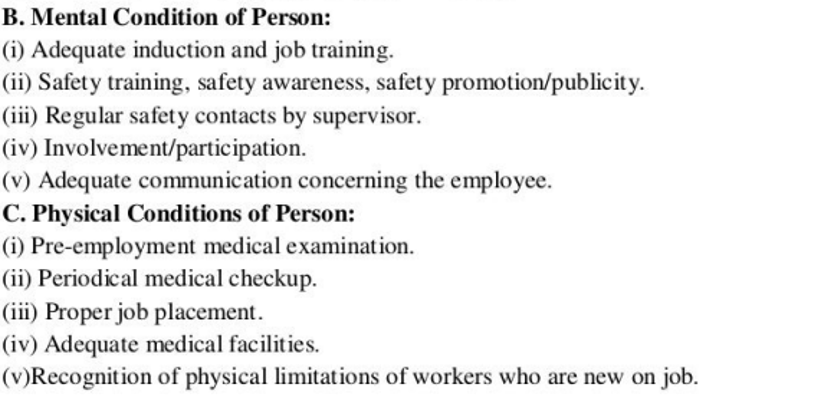 B. Mental Condition of Person:
(i) Adequate induction and job training.
(ii) Safety training, safety awareness, safety promotion/publicity.
(iii) Regular safety contacts by supervisor.
(iv) Involvement/participation.
(v) Adequate communication concerning the employee.
C. Physical Conditions of Person:
(i) Pre-employment medical examination.
(ii) Periodical medical checkup.
(iii) Proper job placement.
(iv) Adequate medical facilities.
(v)Recognition of physical limitations of workers who are new on job.